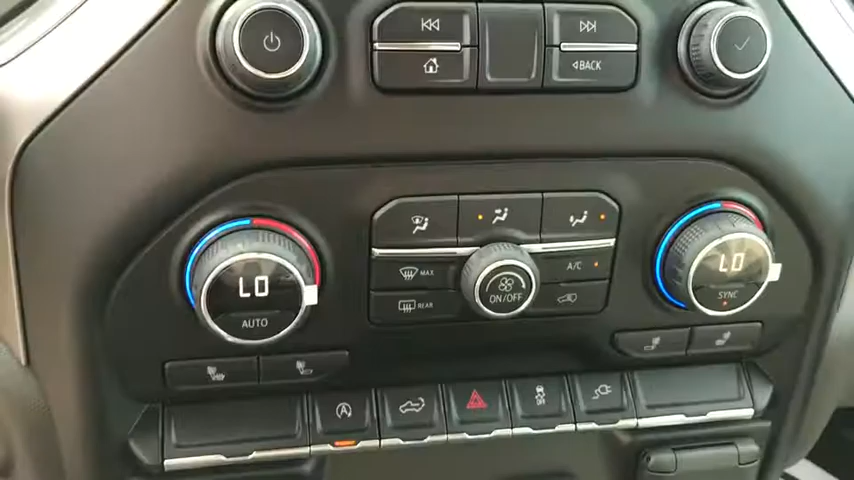 BACK
MAX
A/C
LO
LO
REAR
ON/OFF
SYNC
AUTO
A